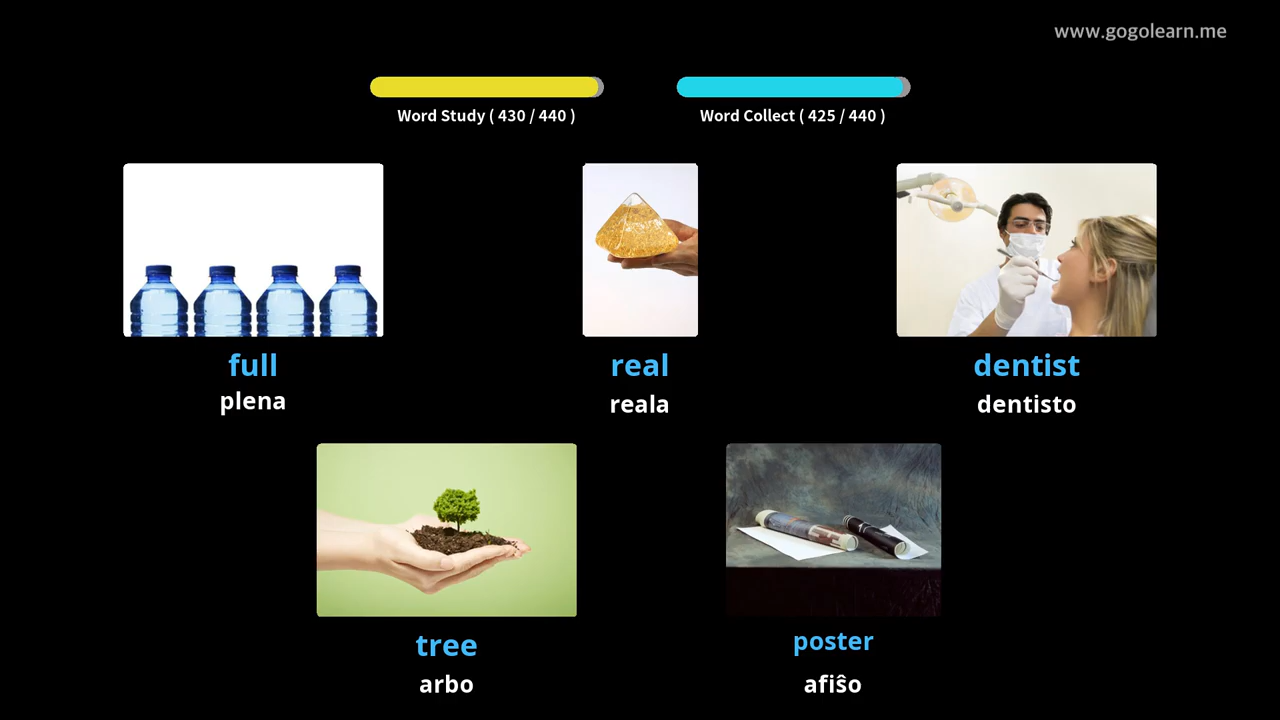 www.gogolearn.me
Word Study ( 430 / 440 )
Word Collect ( 425 / 440 )
full
plena
real
reala
dentist
dentisto
tree
arbo
poster
afiŝo